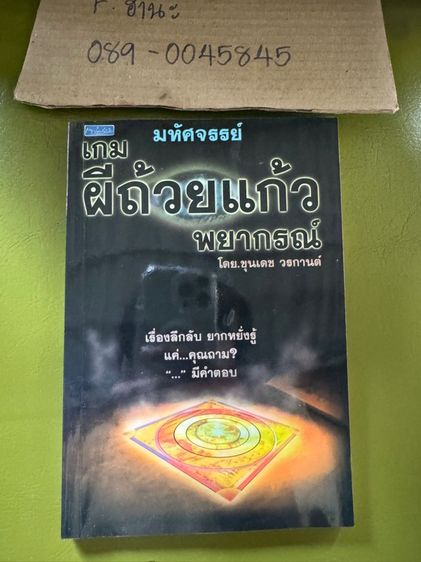 F. ฮานะ
089-0045845
มหัศจรรย์
เกม
ผีถ้วยแก้ว
พยากรณ์
โดย.ขุนเดช วรกานต์
เรื่องลึกลับ ยากหยั่งรู้
แค่...คุณถาม?
"..." มีคำตอบ